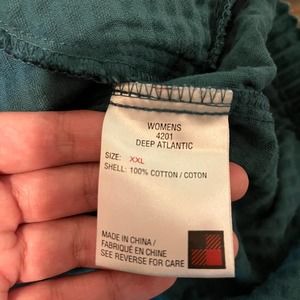 WOMENS
4201
DEEP ATLANTIC
SIZE: XXL
SHELL: 100% COTTON / COTON
MADE IN CHINA /
FABRIQUÉ EN CHINE
SEE REVERSE FOR CARE